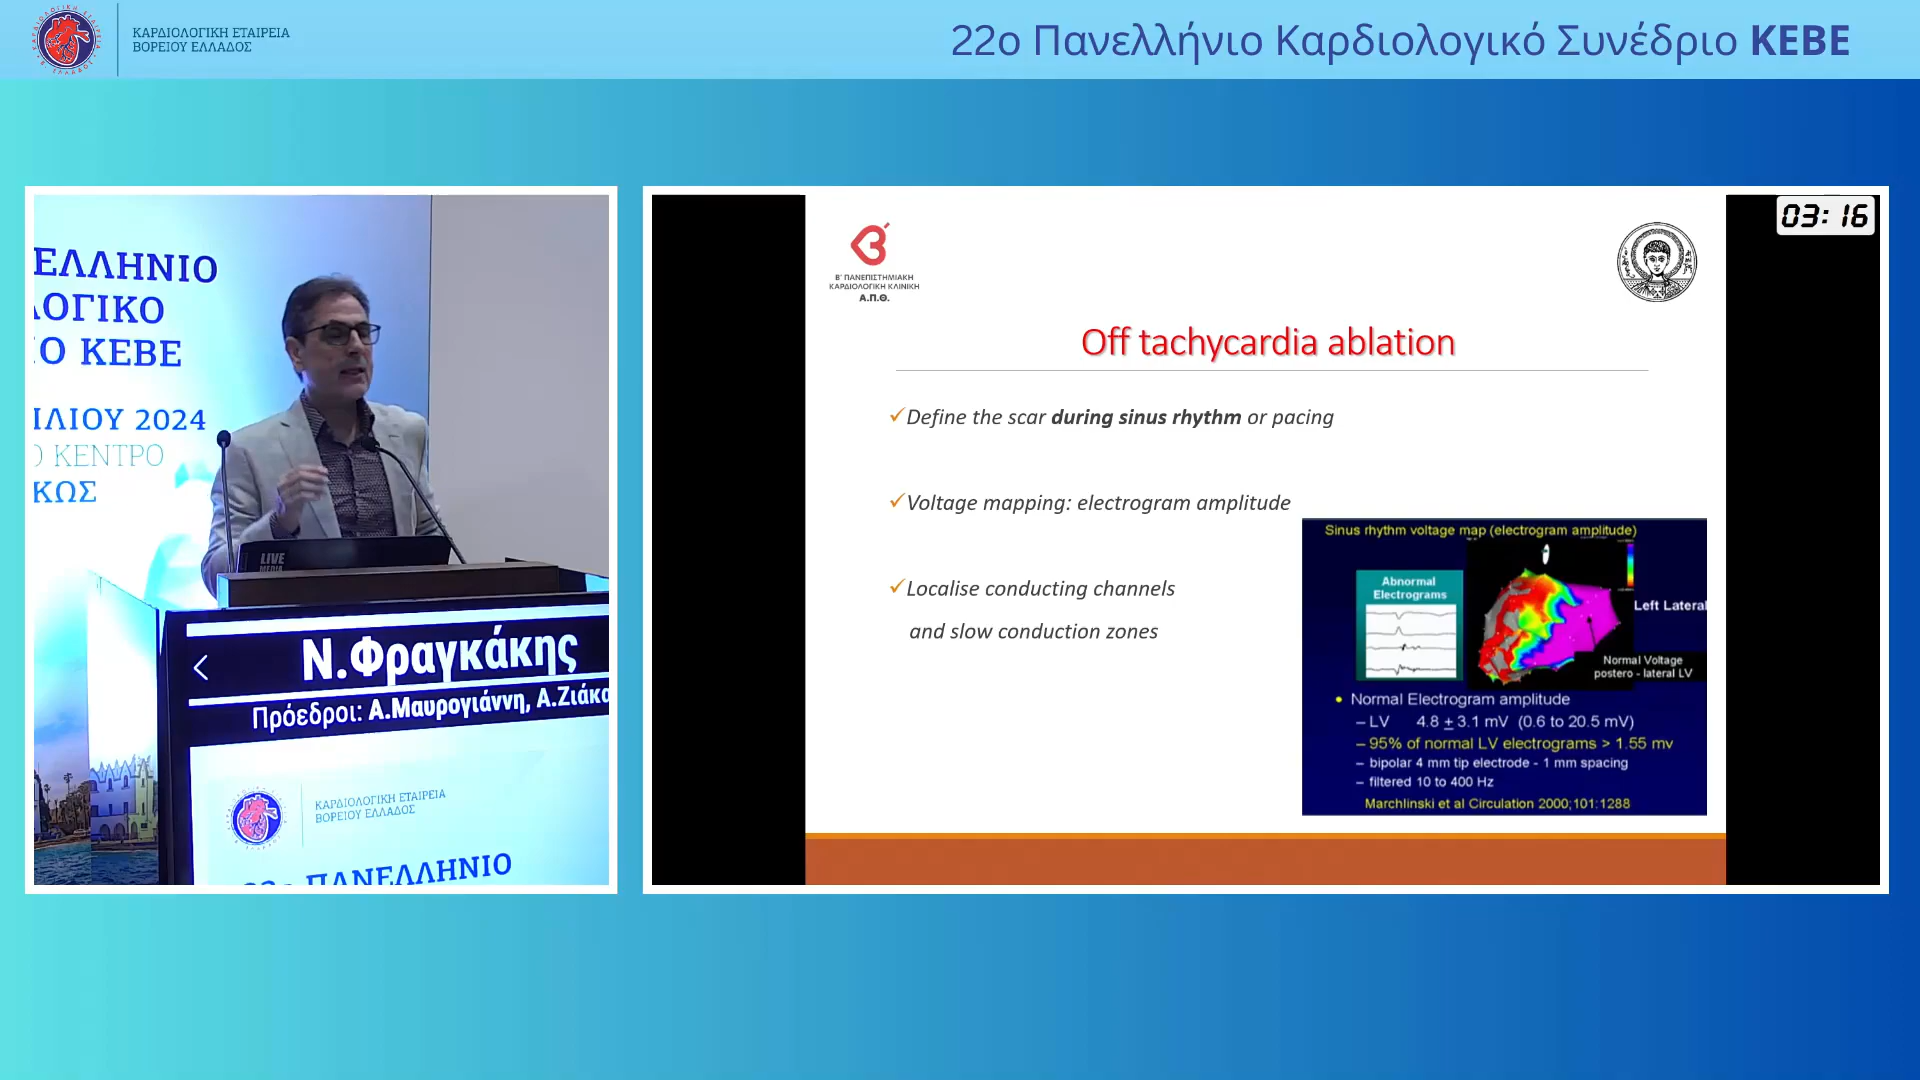 ΚΑΡΔΙΟΛΟΓΙΚΗ ΕΤΑΙΡΕΙΑ
ΒΟΡΕΙΟΥ ΕΛΛΑΔΟΣ
22ο Πανελλήνιο Καρδιολογικό Συνέδριο ΚΕΒΕ
ΕΛΛΗΝΙΟ
ΛΟΓΙΚΟ
ΙΟ ΚΕΒΕ
ΙΛΙΟΥ 2024
Ο ΚΕΝΤΡΟ
ΚΩΣ
LIVE
MEDIA
Ν.Φραγκάκης
Πρόεδροι: Α.Μαυρογιάννη, Α.Ζιάκα
ΚΑΡΔΙΟΛΟΓΙΚΗ ΕΤΑΙΡΕΙΑ
ΒΟΡΕΙΟΥ ΕΛΛΑΔΟΣ
22ο ΠΑΝΕΛΛΗΝΙΟ
03:16
Β' ΠΑΝΕΠΙΣΤΗΜΙΑΚΗ
ΚΑΡΔΙΟΛΟΓΙΚΗ ΚΛΙΝΙΚΗ
Α.Π.Θ.
Off tachycardia ablation
✓Define the scar during sinus rhythm or pacing
✓Voltage mapping: electrogram amplitude
✓Localise conducting channels
and slow conduction zones
Sinus rhythm voltage map (electrogram amplitude)
Abnormal
Electrograms
Left Lateral
Normal Voltage
postero - lateral LV
• Normal Electrogram amplitude
– LV 4.8 ± 3.1 mV (0.6 to 20.5 mV)
– 95% of normal LV electrograms > 1.55 mv
– bipolar 4 mm tip electrode - 1 mm spacing
– filtered 10 to 400 Hz
Marchlinski et al Circulation 2000;101:1288